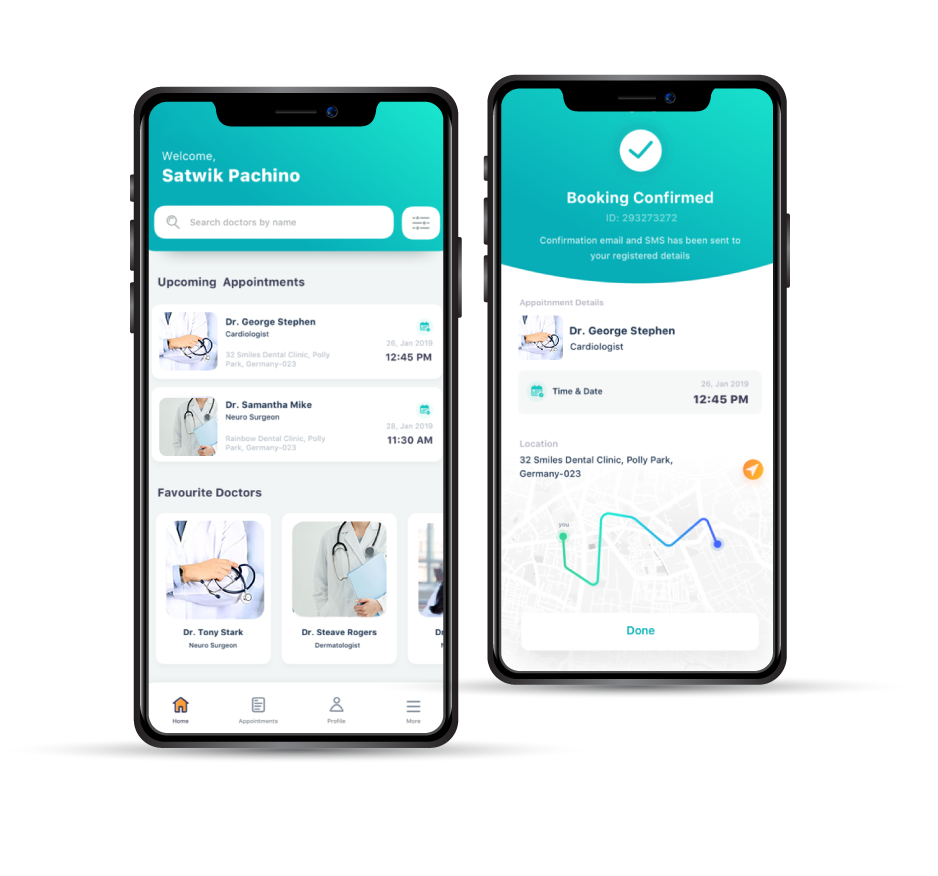 Welcome,
Satwik Pachino
Search doctors by name
Upcoming Appointments
Dr. George Stephen
Cardiologist
32 Smiles Dental Clinic, Polly
Park, Germany-023
26, Jan 2019
12:45 PM
Dr. Samantha Mike
Neuro Surgeon
Rainbow Dental Clinic, Polly
Park, Germany-023
28, Jan 2019
11:30 AM
Favourite Doctors
Dr. Tony Stark
Neuro Surgeon
Dr. Steave Rogers
Dermatologist
Home
Appointments
Profile
More
Booking Confirmed
ID: 293273272
Confirmation email and SMS has been sent to
your registered details
Appoitnment Details
Dr. George Stephen
Cardiologist
Time & Date
26, Jan 2019
12:45 PM
Location
32 Smiles Dental Clinic, Polly Park,
Germany-023
you
Done